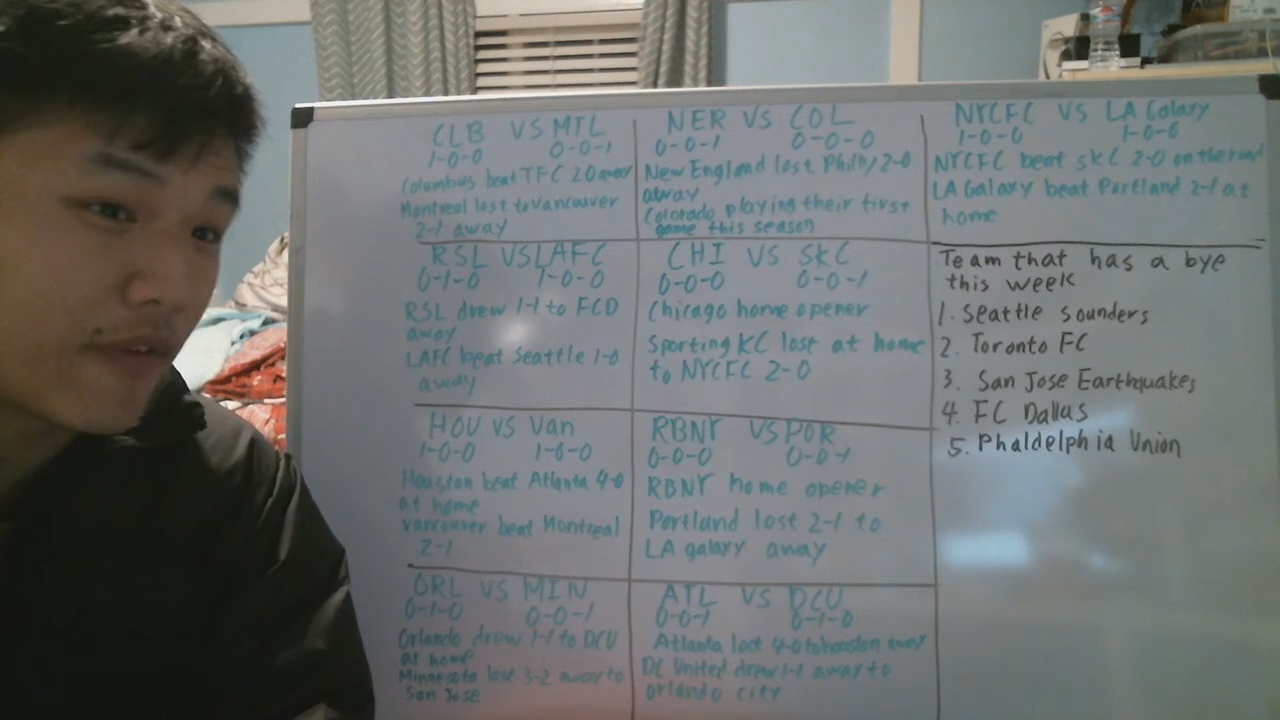 CLB VS MTL
1-0-0 0-0-1
Columbus beat TFC 2-0 away
Montreal lost to Vancouver
2-1 away
NER VS COL
0-0-1 0-0-0
New England lost Philly 2-0
away
Colorado playing their first
game this season
NYCFC VS LA Galaxy
1-0-0 1-0-0
NYCFC beat SKC 2-0 on the road
LA Galaxy beat Portland 2-1 at
home
RSL VS LAFC
0-1-0 1-0-0
RSL drew 1-1 to FCD
away
LAFC beat Seattle 1-0
away
CHI VS SKC
0-0-0 0-0-1
Chicago home opener
Sporting KC lost at home
to NYCFC 2-0
Team that has a bye
this week
1. Seattle sounders
2. Toronto FC
3. San Jose Earthquakes
4. FC Dallas
5. Phaldelphia Union
HOU VS Van
1-0-0 1-0-0
Houston beat Atlanta 4-0
at home
Vancouver beat Montreal
2-1
RBNY VS POR
0-0-0 0-0-1
RBNY home opener
Portland lost 2-1 to
LA galaxy away
ORL VS MIN
0-1-0 0-0-1
Orlando drew 1-1 to DCU
at home
Minnesota lose 3-2 away to
San Jose
ATL VS DCU
0-0-1 0-1-0
Atlanta lost 4-0 to houston away
DC United drew 1-1 away to
orlando city